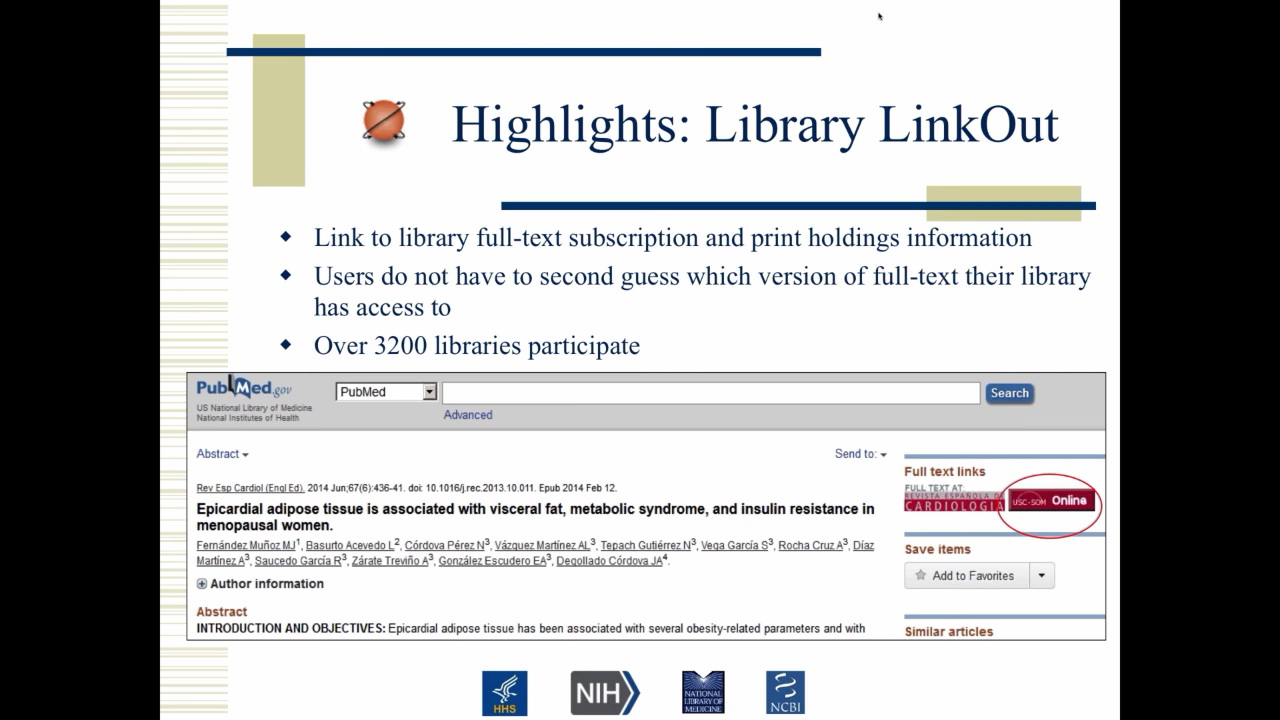 Highlights: Library LinkOut
Link to library full-text subscription and print holdings information
Users do not have to second guess which version of full-text their library
has access to
Over 3200 libraries participate
PubMed.gov
US National Library of Medicine
National Institutes of Health
PubMed
Search
Advanced
Abstract
Send to:
Rev Esp Cardiol (Engl Ed). 2014 Jun;67(6):436-41. doi: 10.1016/j.rec.2013.10.011. Epub 2014 Feb 12.
Epicardial adipose tissue is associated with visceral fat, metabolic syndrome, and insulin resistance in
menopausal women.
Fernández Muñoz MJ1, Basurto Acevedo L2, Córdova Pérez N3, Vázquez Martínez AL3, Tepach Gutiérrez N3, Vega García S3, Rocha Cruz A3, Díaz
Martínez A3, Saucedo García R3, Zárate Treviño A3, González Escudero EA3, Degollado Córdova JA4.
Author information
Abstract
INTRODUCTION AND OBJECTIVES: Epicardial adipose tissue has been associated with several obesity-related parameters and with
Full text links
FULL TEXT AT:
REVISTA ESPAÑOLA DE
CARDIOLOGIA
USC-SOM Online
Save items
Add to Favorites
Similar articles
HHS
NIH
NATIONAL
LIBRARY OF
MEDICINE
NCBI